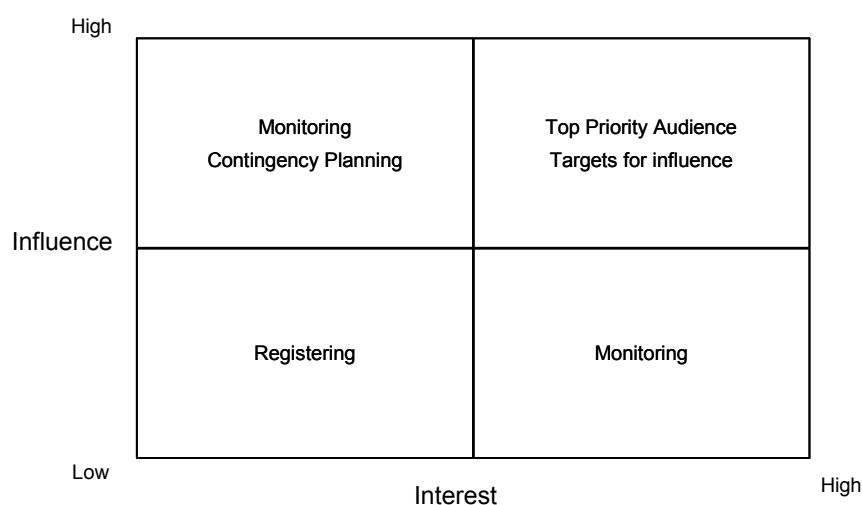 High
Monitoring
Contingency Planning
Top Priority Audience
Targets for influence
Influence
Registering
Monitoring
Low
Interest
High